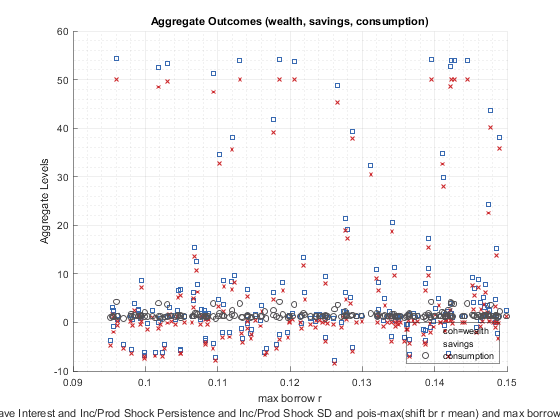 Aggregate Outcomes (wealth, savings, consumption)
60
50
40
30
20
10
0
-10
Aggregate Levels
coh=wealth
savings
consumption
0.09
0.1
0.11
0.12
0.13
0.14
0.15
max borrow r
ave Interest and Inc/Prod Shock Persistence and Inc/Prod Shock SD and pois-max(shift br r mean) and max borrow